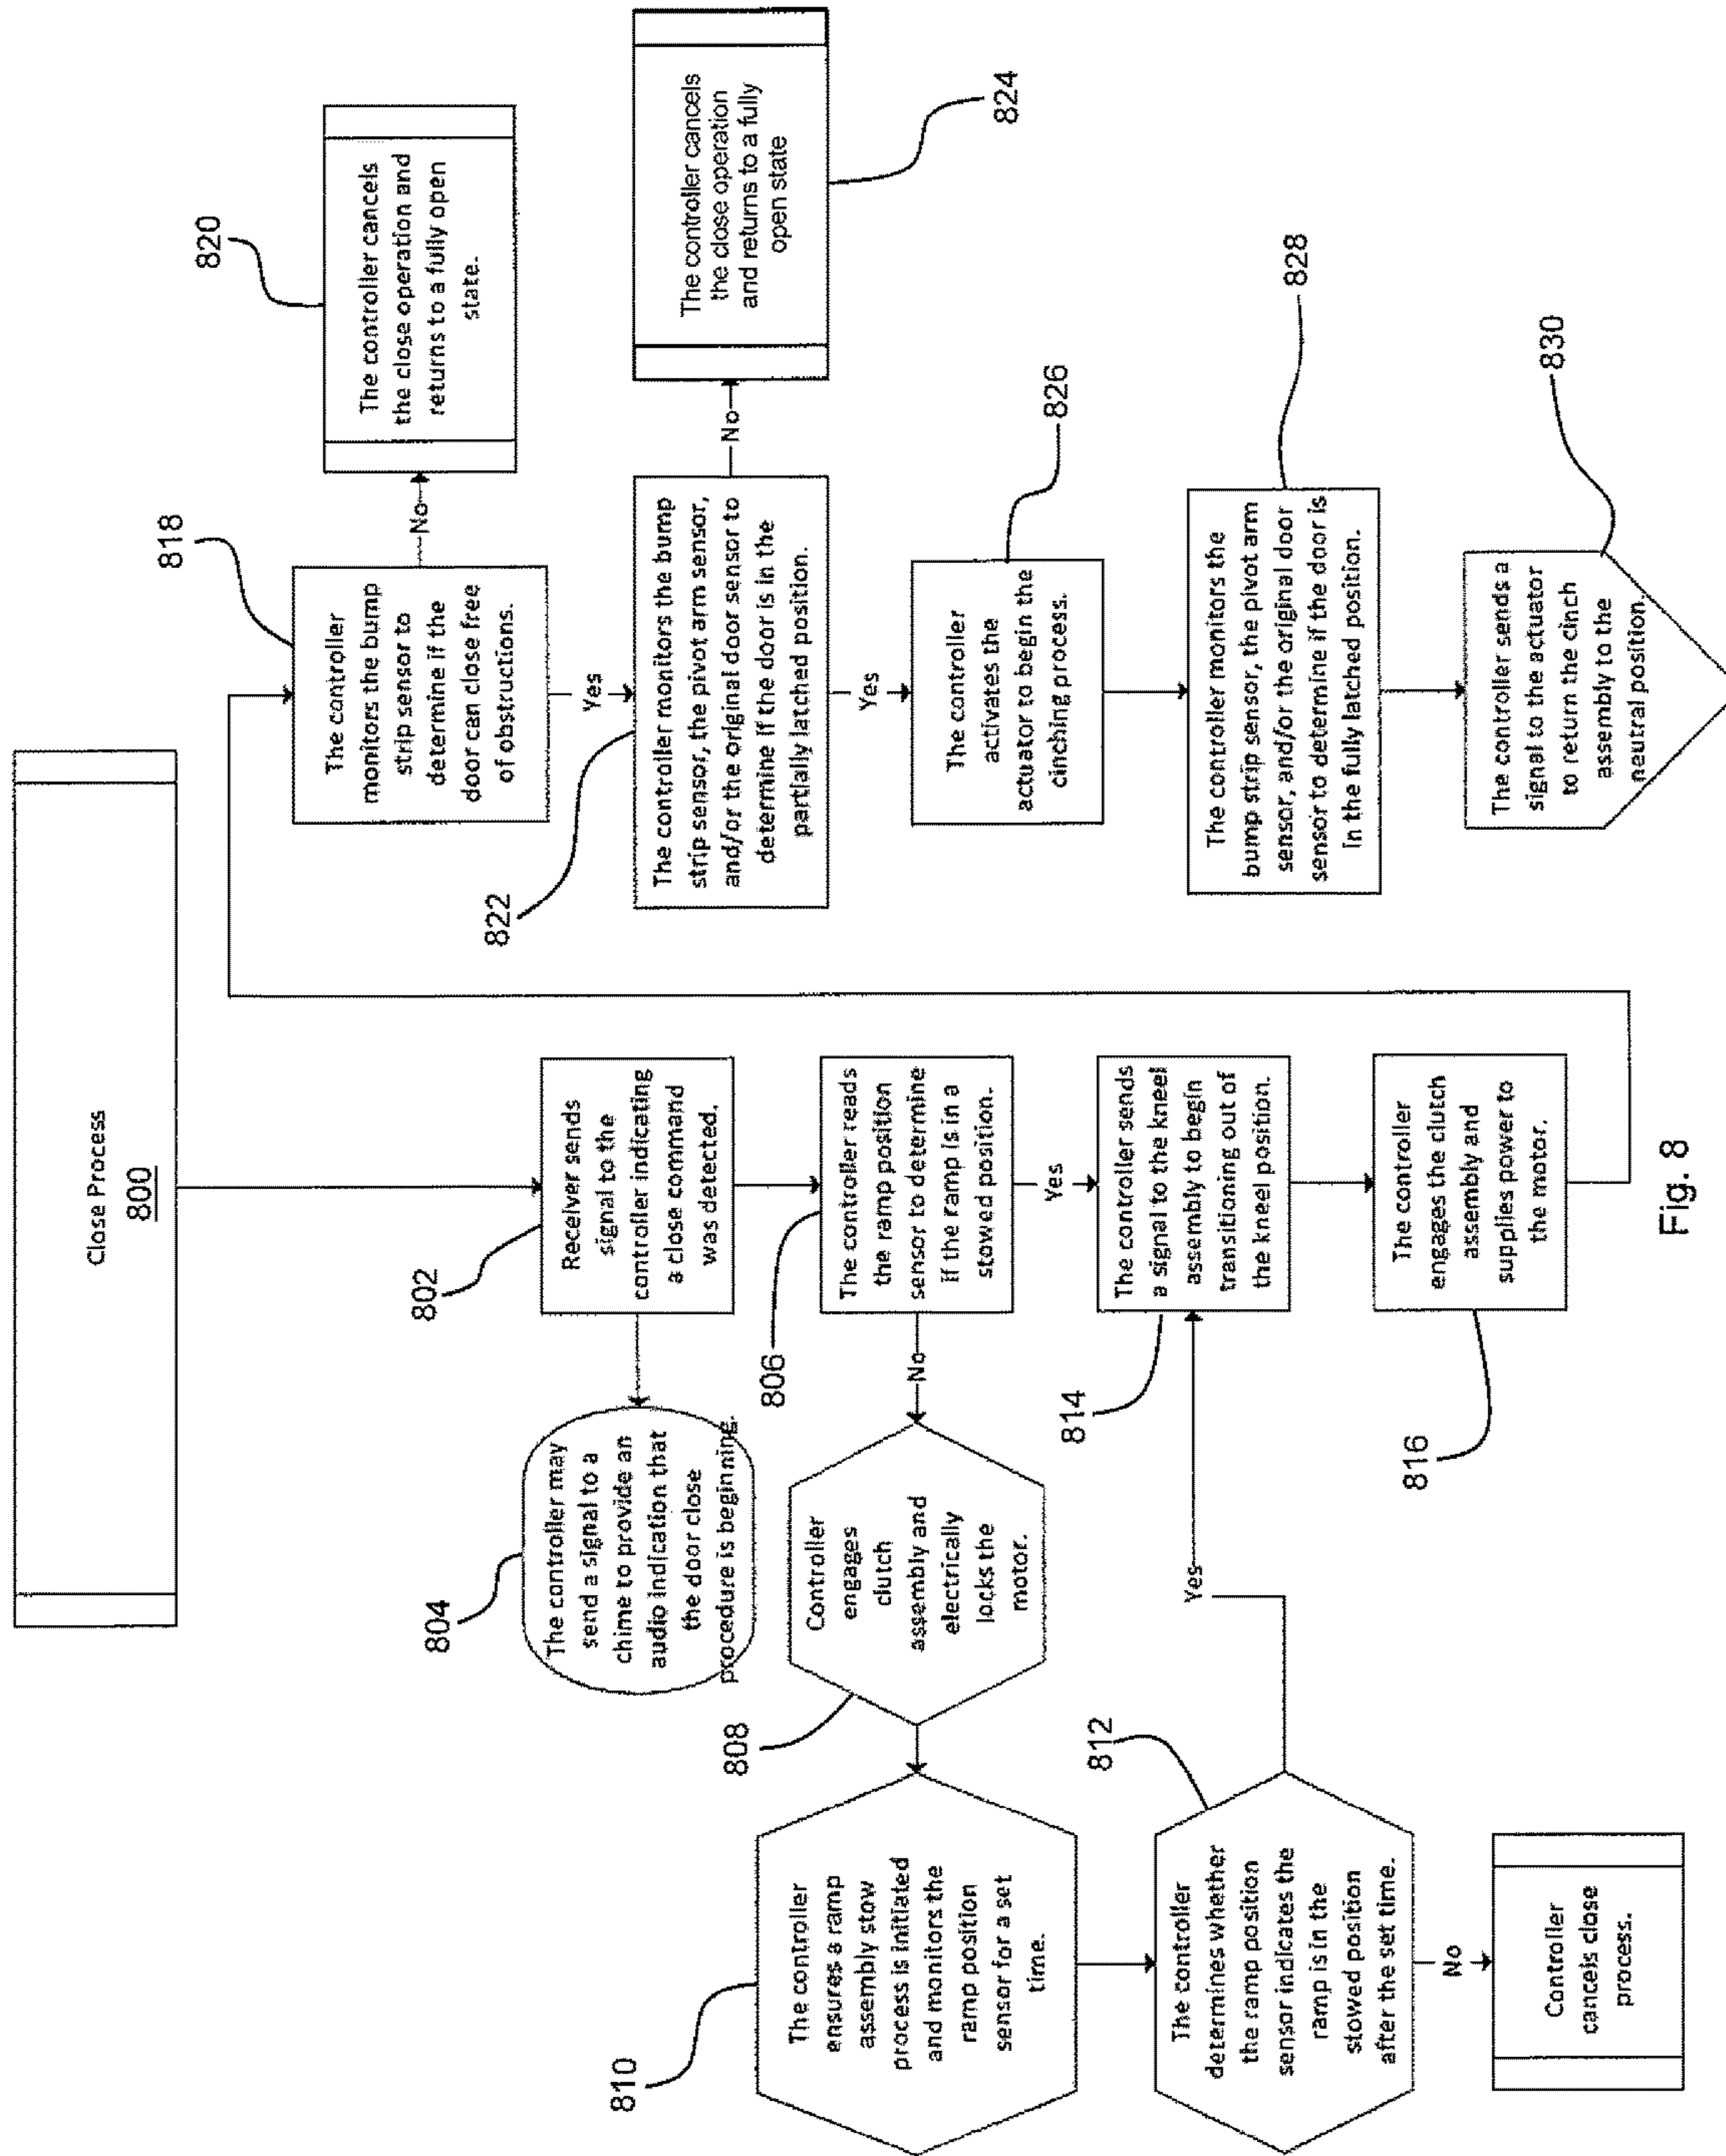 Close Process
800
802
Receiver sends
signal to the
controller indicating
a close command
was detected.
804
The controller may
send a signal to a
chime to provide an
audio indication that
the door close
procedure is beginning.
806
The controller reads
the ramp position
sensor to determine
if the ramp is in a
stowed position.
No
Yes
808
Controller
engages
clutch
assembly and
electrically
locks the
motor.
810
The controller
ensures a ramp
assembly stow
process is initiated
and monitors the
ramp position
sensor for a set
time.
812
The controller
determines whether
the ramp position
sensor indicates the
ramp is in the
stowed position
after the set time.
Yes
No
Controller
cancels close
process.
814
The controller sends
a signal to the kneel
assembly to begin
transitioning out of
the kneel position.
816
The controller
engages the clutch
assembly and
supplies power to
the motor.
818
The controller
monitors the bump
strip sensor to
determine if the
door can close free
of obstructions.
No
Yes
820
The controller cancels
the close operation and
returns to a fully open
state.
822
The controller monitors the bump
strip sensor, the pivot arm sensor,
and/or the original door sensor to
determine if the door is in the
partially latched position.
No
Yes
824
The controller cancels
the close operation
and returns to a fully
open state
826
The controller
activates the
actuator to begin the
cinching process.
828
The controller monitors the
bump strip sensor, the pivot arm
sensor, and/or the original door
sensor to determine if the door is
in the fully latched position.
830
The controller sends a
signal to the actuator
to return the cinch
assembly to the
neutral position.
Fig. 8